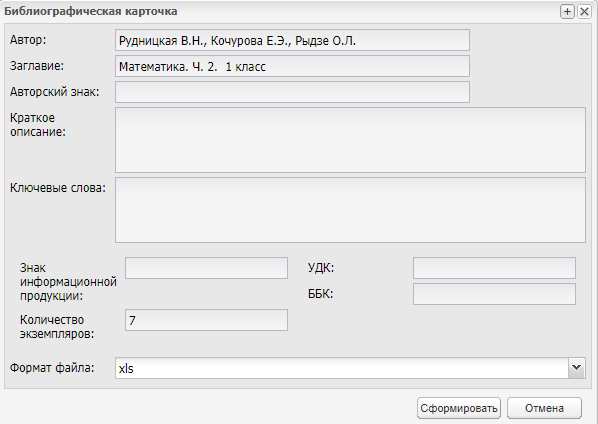 Библиографическая карточка
Автор: Рудницкая В.Н., Кочурова Е.Э., Рыдзе О.Л.
Заглавие: Математика. Ч. 2. 1 класс
Авторский знак:
Краткое
описание:
Ключевые слова:
Знак
информационной
продукции:
УДК:
ББК:
Количество
экземпляров: 7
Формат файла: xls
Сформировать Отмена